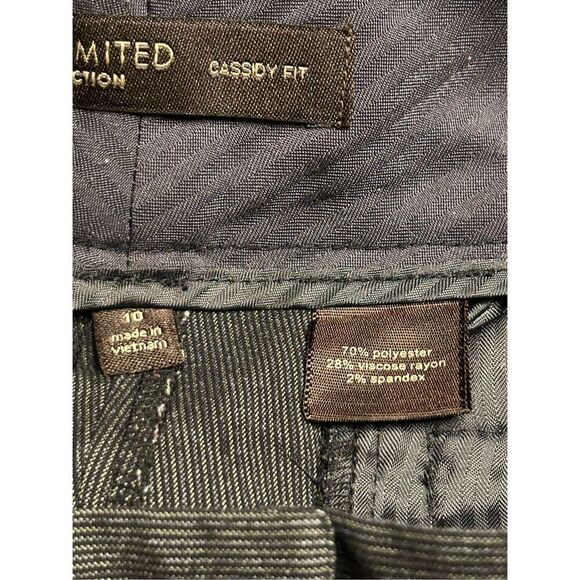 MITED
CTION
CASSIDY FIT
10
made in
vietnam
70% polyester
28% viscose rayon
2% spandex